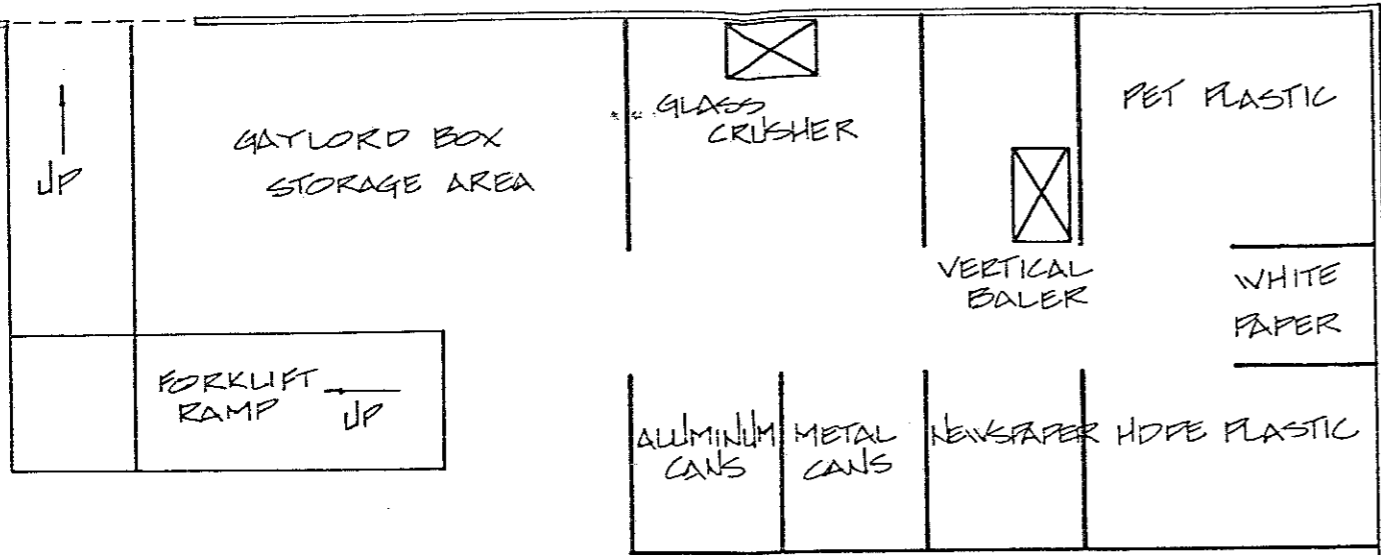 UP
GAYLORD BOX
STORAGE AREA
GLASS
CRUSHER
PET PLASTIC
VERTICAL
BALER
WHITE
PAPER
FORKLIFT
RAMP
UP
ALUMINUM
CANS
METAL
CANS
NEWSPAPER
HDPE PLASTIC